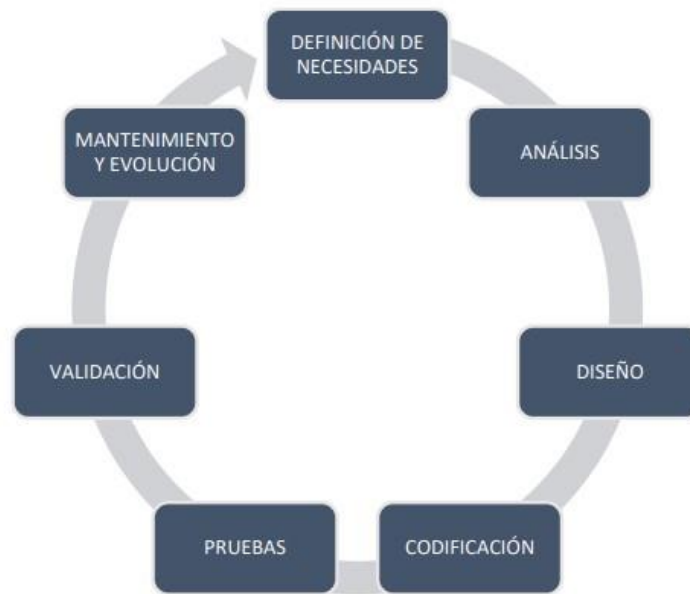 DEFINICIÓN DE
NECESIDADES
ANÁLISIS
DISEÑO
CODIFICACIÓN
PRUEBAS
VALIDACIÓN
MANTENIMIENTO
Y EVOLUCIÓN